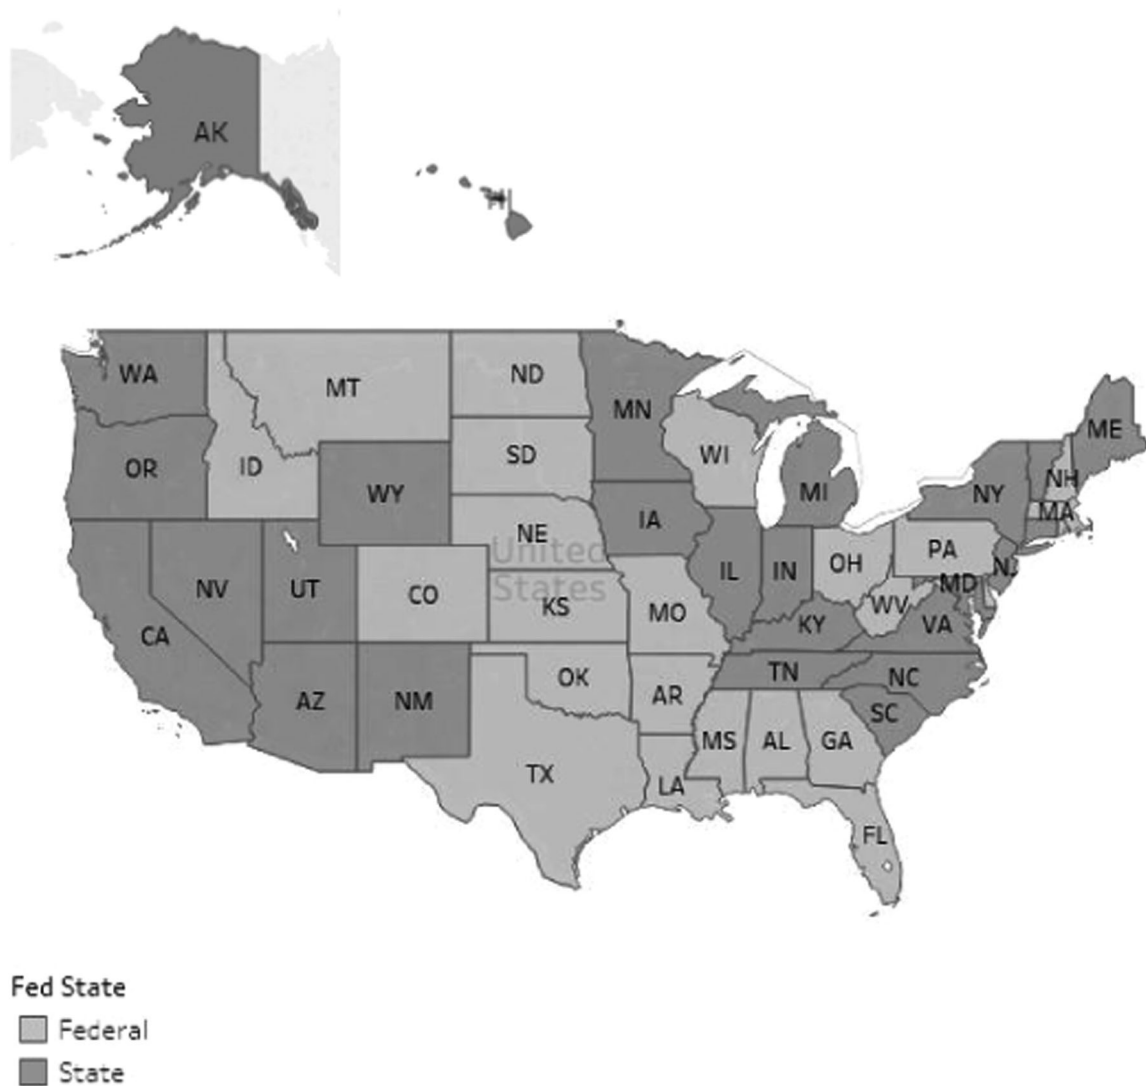 AK
HI
WA
MT
ND
MN
ME
OR
ID
SD
WI
WY
MI
NY
NH
MA
NE
IA
United
States
PA
NV
UT
CO
KS
IL
IN
OH
MD
NJ
CA
MO
WV
KY
VA
AZ
NM
OK
AR
TN
NC
SC
TX
MS
AL
GA
LA
FL
Fed State
Federal
State